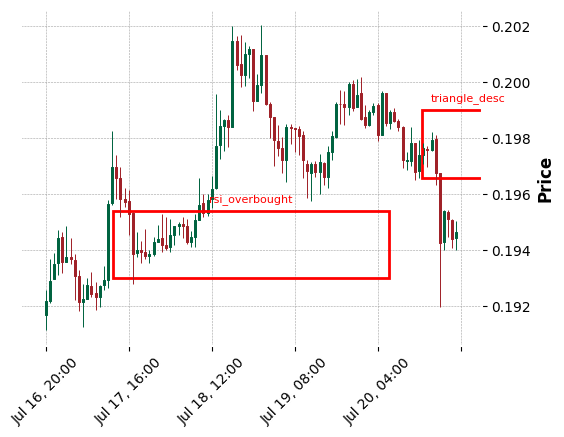 0.202
0.200
triangle_desc
0.198
0.196
rsi_overbought
0.194
0.192
Price
Jul 16, 20:00
Jul 17, 16:00
Jul 18, 12:00
Jul 19, 08:00
Jul 20, 04:00